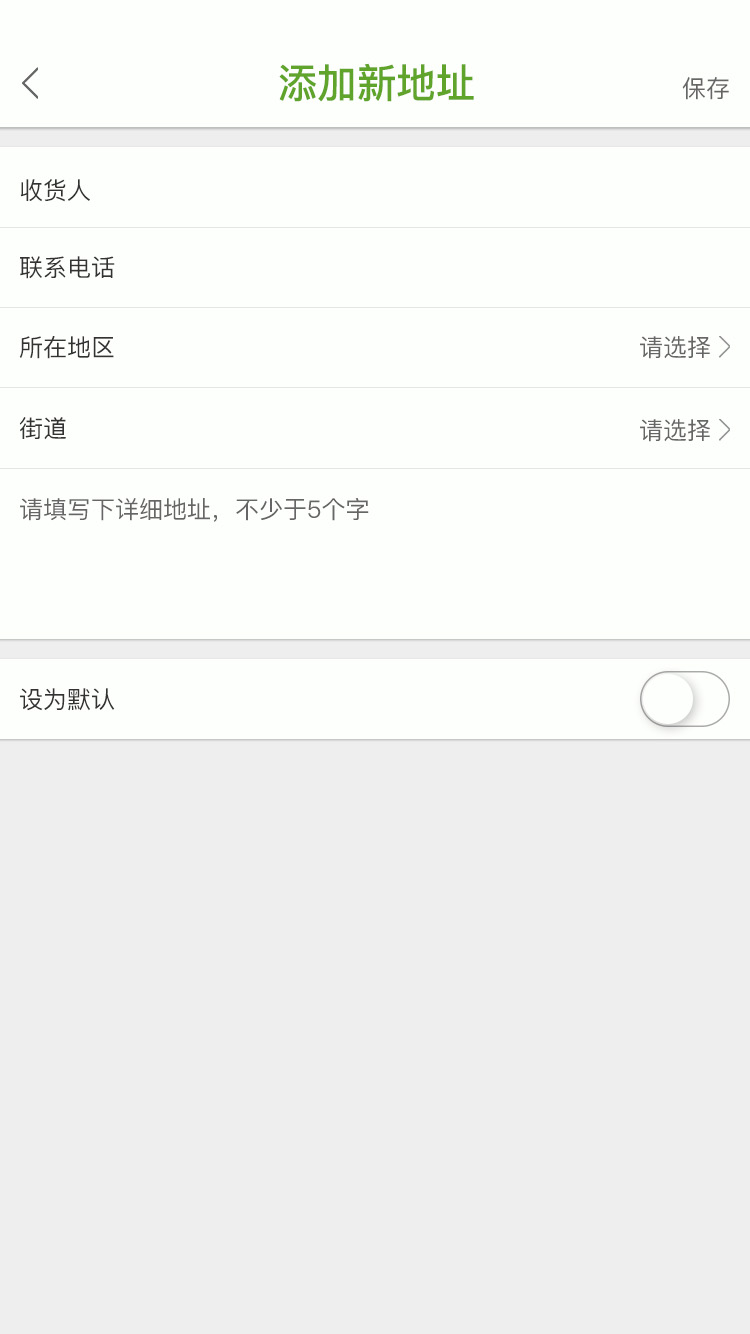 添加新地址
保存
收货人
联系电话
所在地区 请选择
街道 请选择
请填写下详细地址，不少于5个字
设为默认